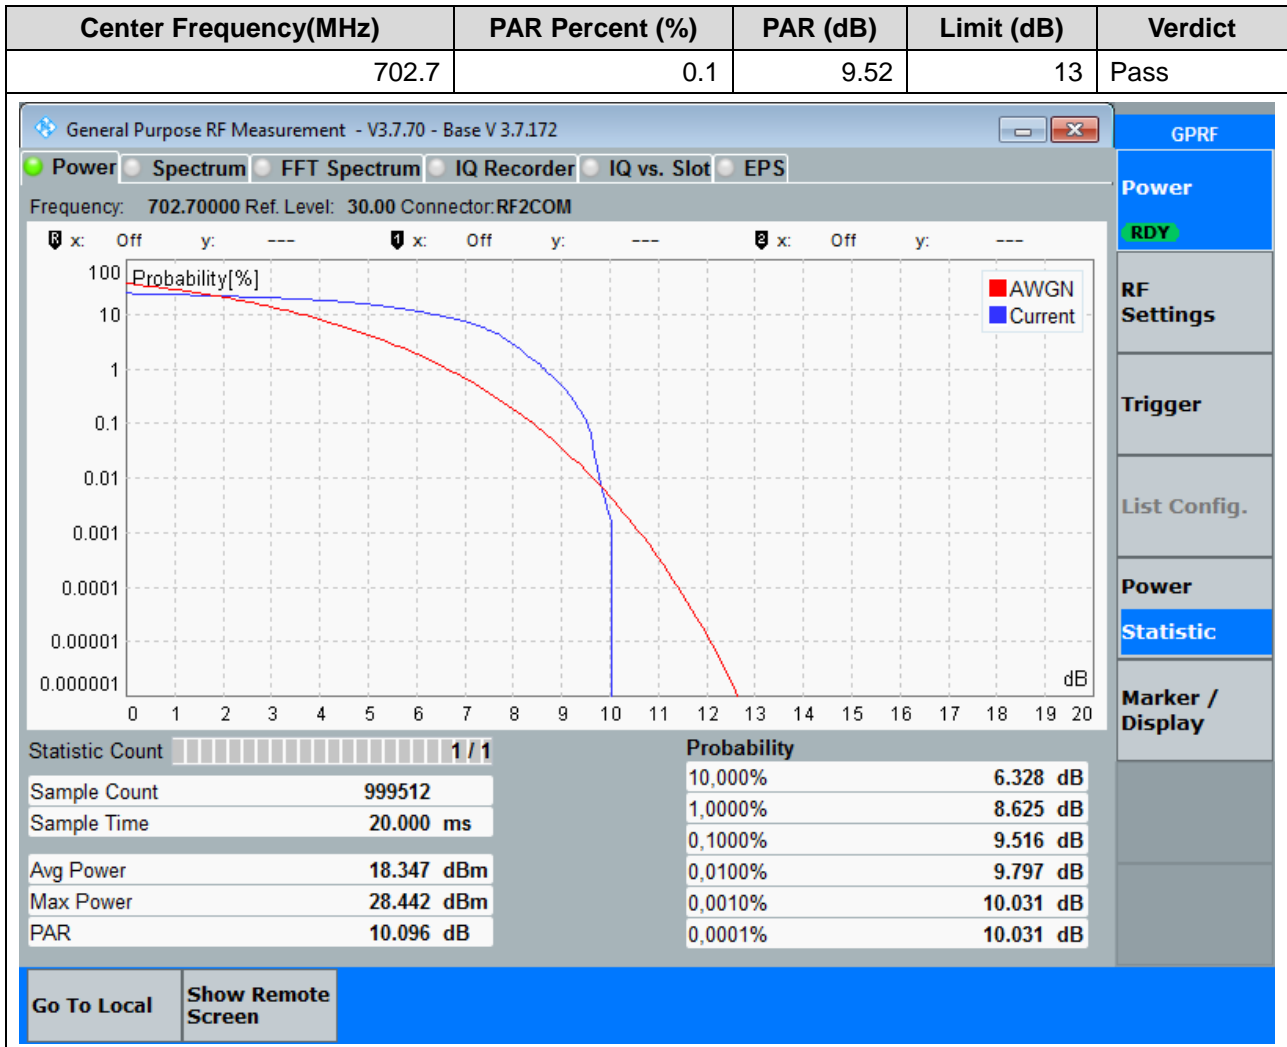 Center Frequency(MHz) PAR Percent (%) PAR (dB) Limit (dB) Verdict
702.7 0.1 9.52 13 Pass
General Purpose RF Measurement - V3.7.70 - Base V 3.7.172
GPRF
Power Spectrum FFT Spectrum IQ Recorder IQ vs. Slot EPS
Frequency: 702.70000 Ref. Level: 30.00 Connector:RF2COM
R x: Off y: --- 1 x: Off y: --- 2 x: Off y: ---
Probability[%]
100
10
1
0.1
0.01
0.001
0.0001
0.00001
0.000001
AWGN
Current
dB
0 1 2 3 4 5 6 7 8 9 10 11 12 13 14 15 16 17 18 19 20
Statistic Count 1 / 1
Sample Count 999512
Sample Time 20.000 ms
Avg Power 18.347 dBm
Max Power 28.442 dBm
PAR 10.096 dB
Probability
10,000% 6.328 dB
1,0000% 8.625 dB
0,1000% 9.516 dB
0,0100% 9.797 dB
0,0010% 10.031 dB
0,0001% 10.031 dB
Power
RDY
RF
Settings
Trigger
List Config.
Power
Statistic
Marker /
Display
Go To Local
Show Remote
Screen